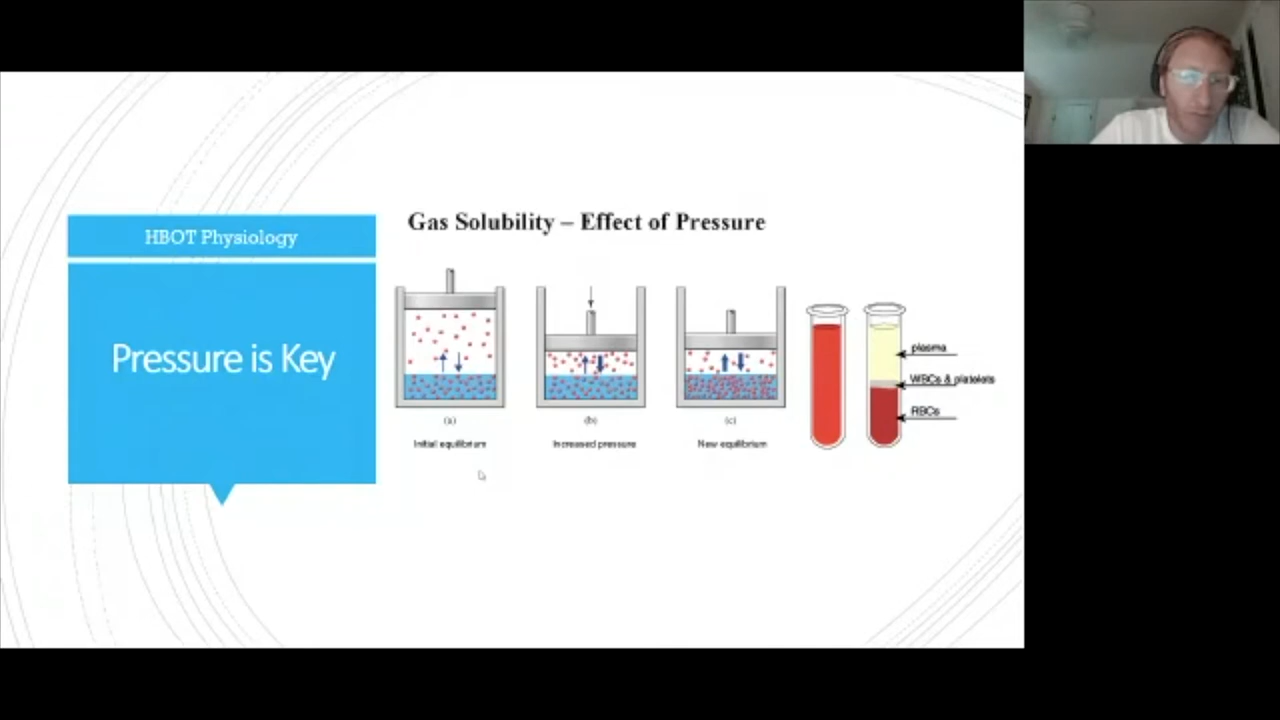 HBOT Physiology
Pressure is Key
Gas Solubility – Effect of Pressure
(a)
Initial equilibrium
(b)
Increased pressure
(c)
New equilibrium
plasma
WBCs & platelets
RBCs